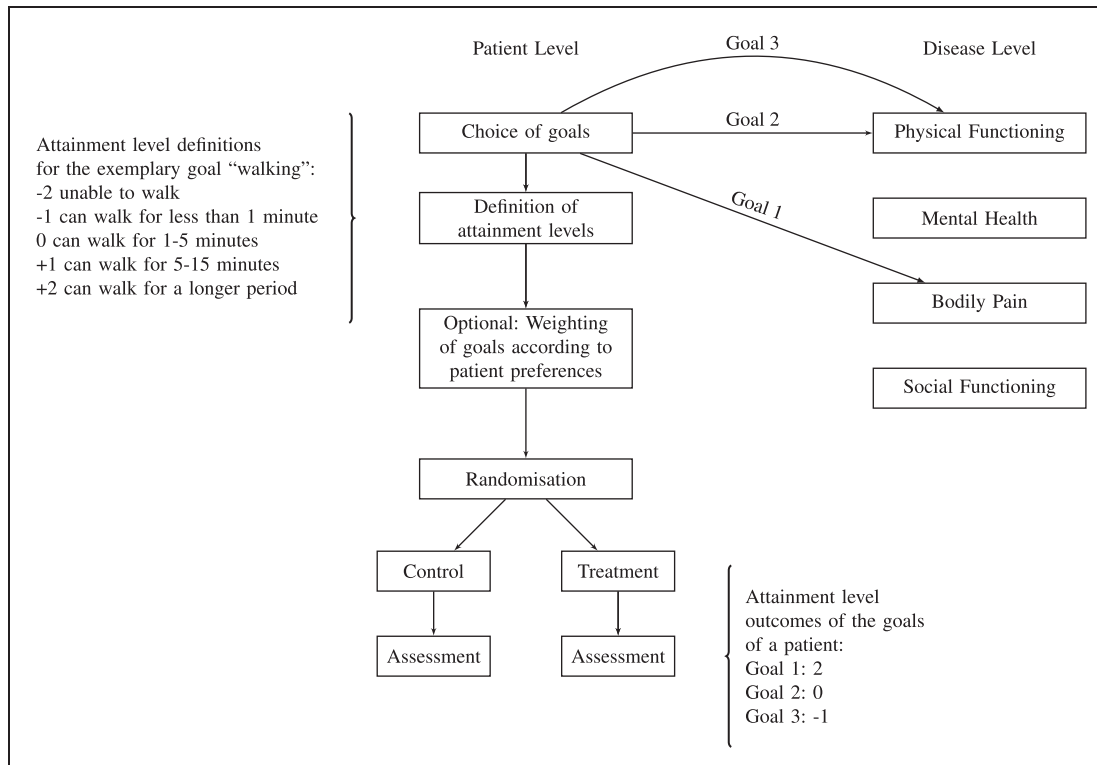 Patient Level
Disease Level
Goal 3
Choice of goals
Goal 2
Physical Functioning
Attainment level definitions
for the exemplary goal “walking”:
-2 unable to walk
-1 can walk for less than 1 minute
0 can walk for 1-5 minutes
+1 can walk for 5-15 minutes
+2 can walk for a longer period
Definition of
attainment levels
Goal 1
Mental Health
Bodily Pain
Optional: Weighting
of goals according to
patient preferences
Social Functioning
Randomisation
Control
Treatment
Assessment
Assessment
Attainment level
outcomes of the goals
of a patient:
Goal 1: 2
Goal 2: 0
Goal 3: -1